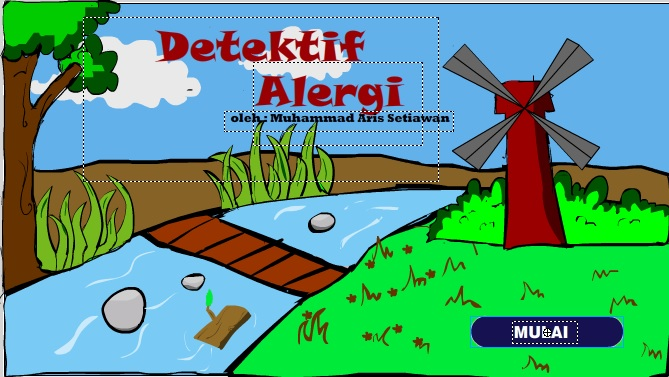 Detektif
Alergi
oleh : Muhammad Aris Setiawan
MULAI